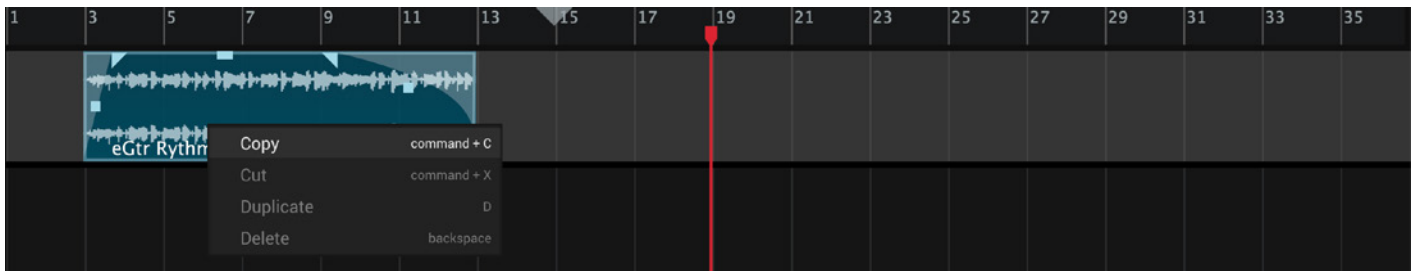 1 3 5 7 9 11 13 15 17 19 21 23 25 27 29 31 33 35
eGtr Rythm
Copy command + C
Cut command + X
Duplicate D
Delete backspace